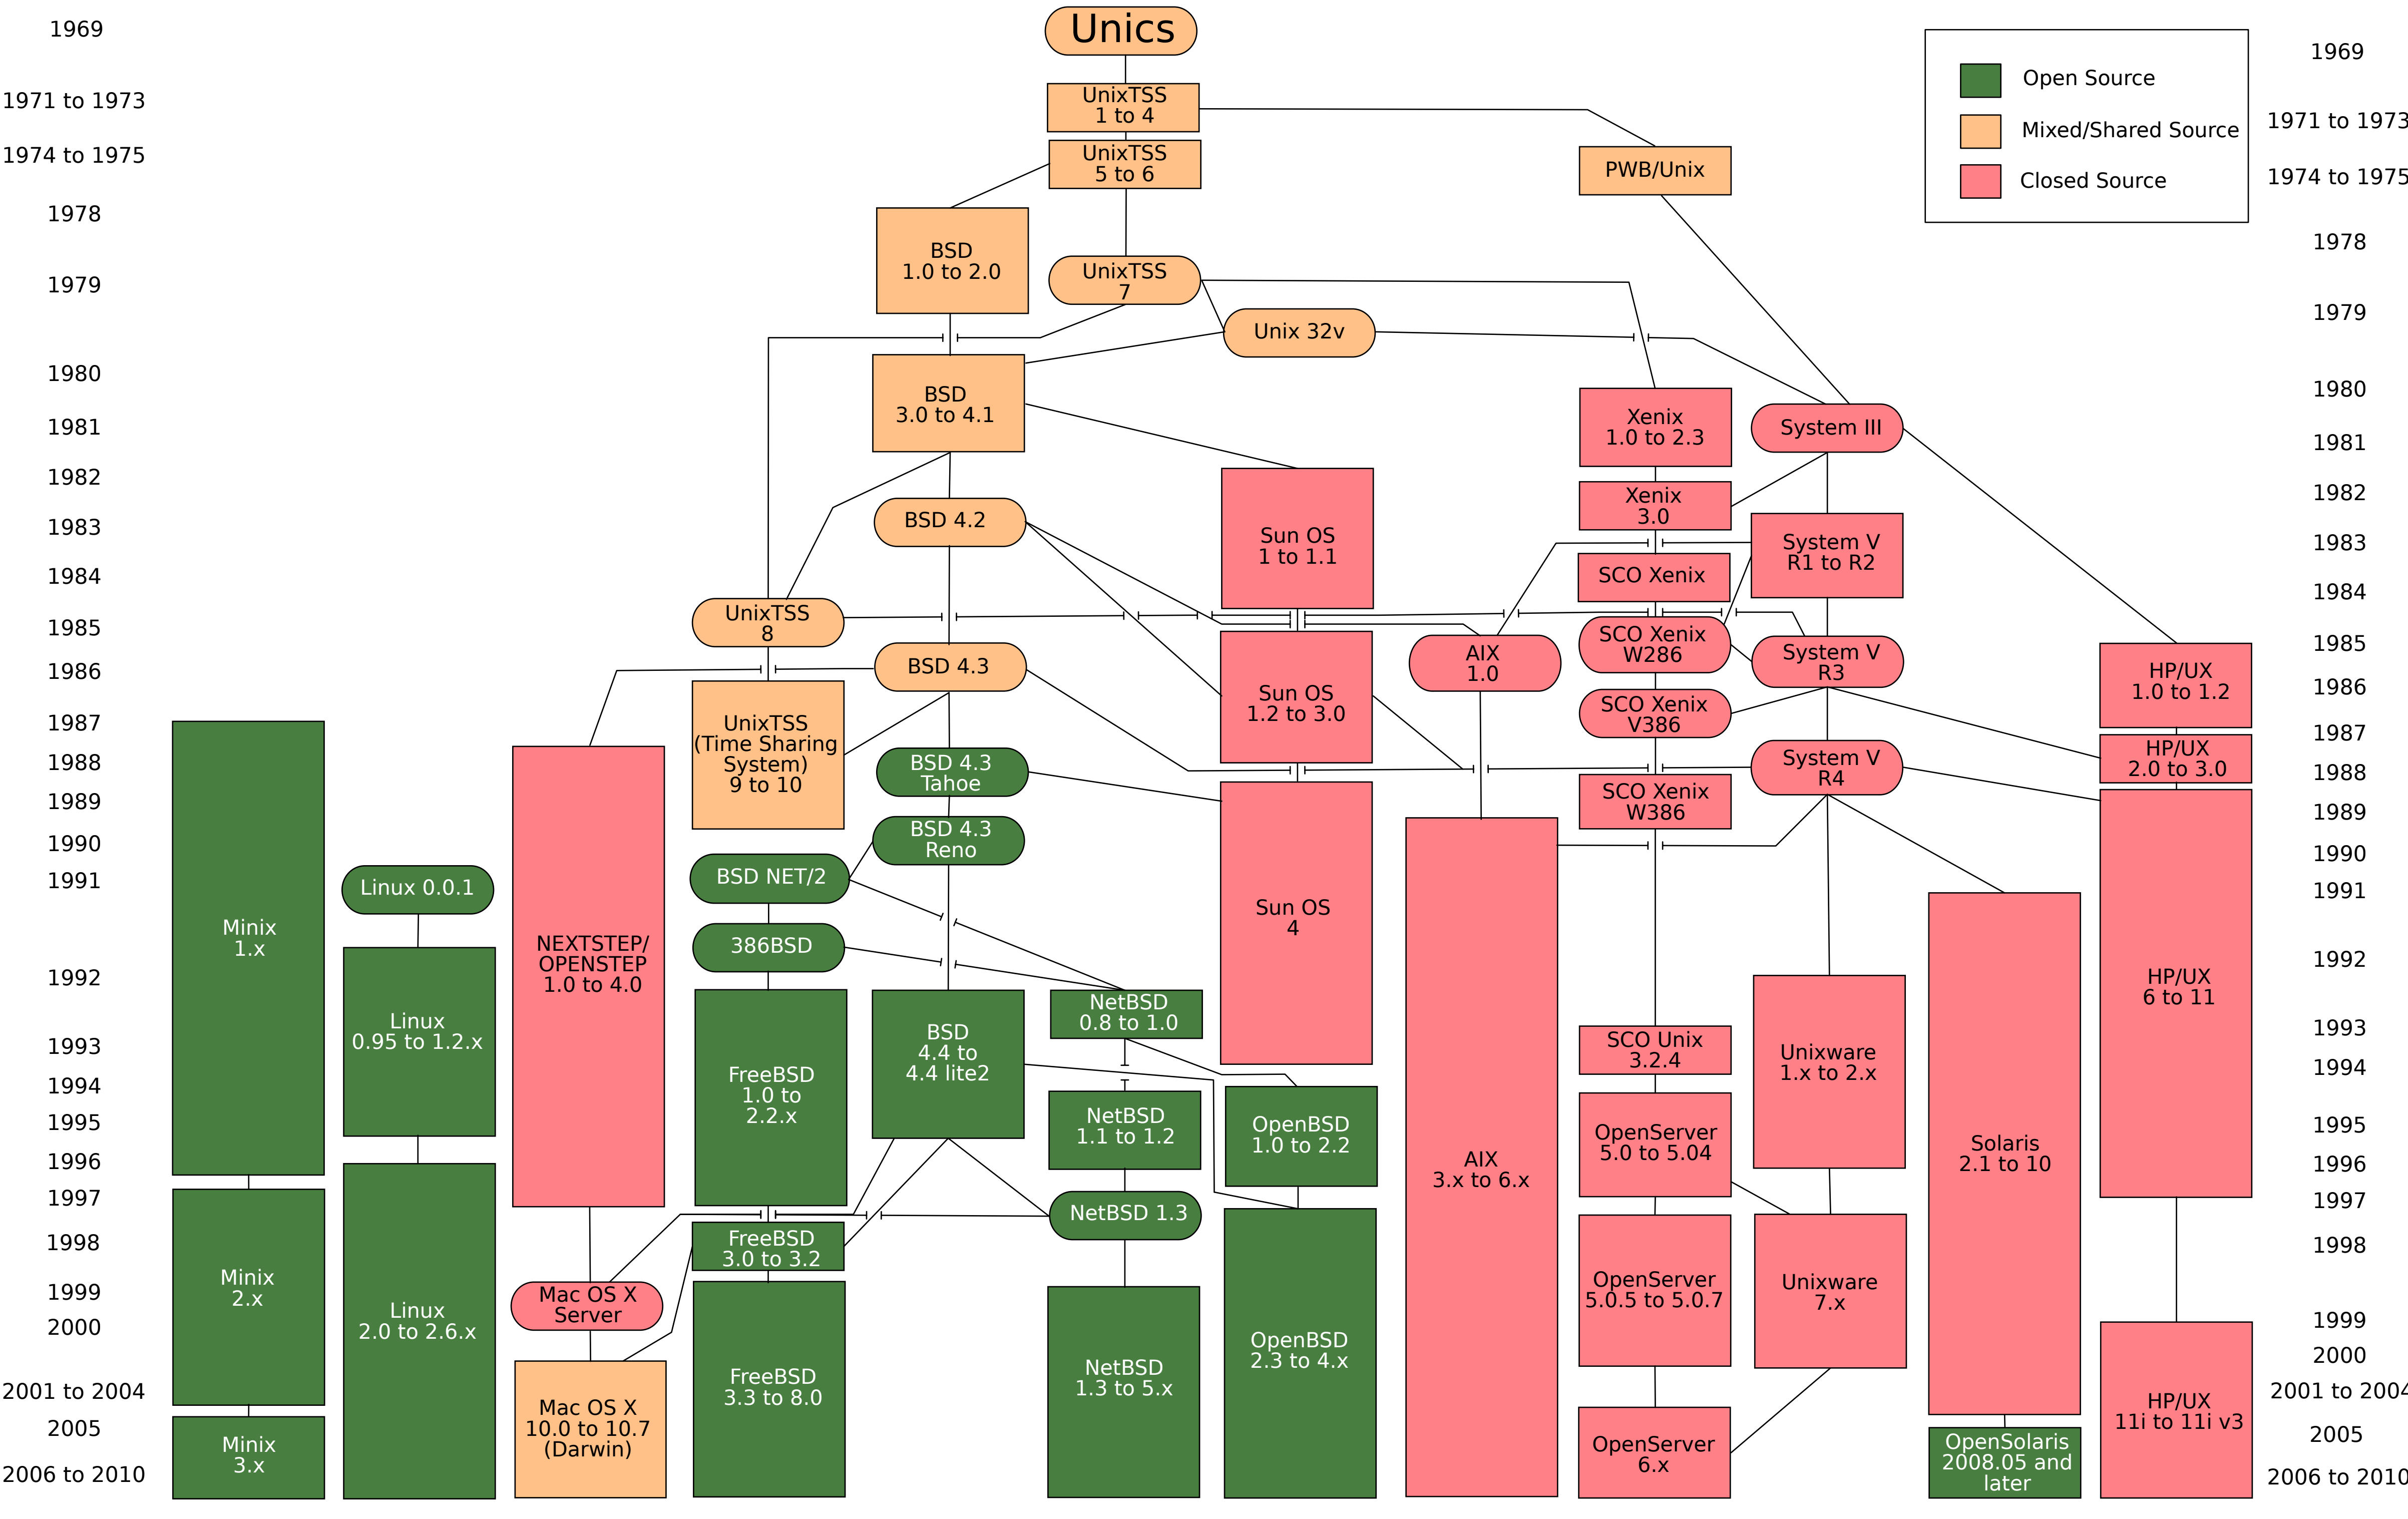 Unics
1969
1971 to 1973
1974 to 1975
1978
1979
1980
1981
1982
1983
1984
1985
1986
1987
1988
1989
1990
1991
1992
1993
1994
1995
1996
1997
1998
1999
2000
2001 to 2004
2005
2006 to 2010
Open Source
Mixed/Shared Source
Closed Source
UnixTSS
1 to 4
UnixTSS
5 to 6
PWB/Unix
BSD
1.0 to 2.0
UnixTSS
7
Unix 32v
BSD
3.0 to 4.1
Xenix
1.0 to 2.3
System III
Xenix
3.0
BSD 4.2
Sun OS
1 to 1.1
System V
R1 to R2
SCO Xenix
UnixTSS
8
SCO Xenix
W286
BSD 4.3
AIX
1.0
System V
R3
HP/UX
1.0 to 1.2
Sun OS
1.2 to 3.0
SCO Xenix
V386
UnixTSS
(Time Sharing
System)
9 to 10
BSD 4.3
Tahoe
System V
R4
HP/UX
2.0 to 3.0
SCO Xenix
W386
BSD 4.3
Reno
BSD NET/2
Linux 0.0.1
Sun OS
4
Minix
1.x
386BSD
NEXTSTEP/
OPENSTEP
1.0 to 4.0
HP/UX
6 to 11
NetBSD
0.8 to 1.0
Linux
0.95 to 1.2.x
BSD
4.4 to
4.4 lite2
SCO Unix
3.2.4
Unixware
1.x to 2.x
FreeBSD
1.0 to
2.2.x
NetBSD
1.1 to 1.2
OpenBSD
1.0 to 2.2
OpenServer
5.0 to 5.04
Solaris
2.1 to 10
AIX
3.x to 6.x
NetBSD 1.3
FreeBSD
3.0 to 3.2
Minix
2.x
Mac OS X
Server
OpenServer
5.0.5 to 5.0.7
Unixware
7.x
Linux
2.0 to 2.6.x
OpenBSD
2.3 to 4.x
FreeBSD
3.3 to 8.0
NetBSD
1.3 to 5.x
Mac OS X
10.0 to 10.7
(Darwin)
HP/UX
11i to 11i v3
Minix
3.x
OpenServer
6.x
OpenSolaris
2008.05 and
later
1969
1971 to 1973
1974 to 1975
1978
1979
1980
1981
1982
1983
1984
1985
1986
1987
1988
1989
1990
1991
1992
1993
1994
1995
1996
1997
1998
1999
2000
2001 to 2004
2005
2006 to 2010